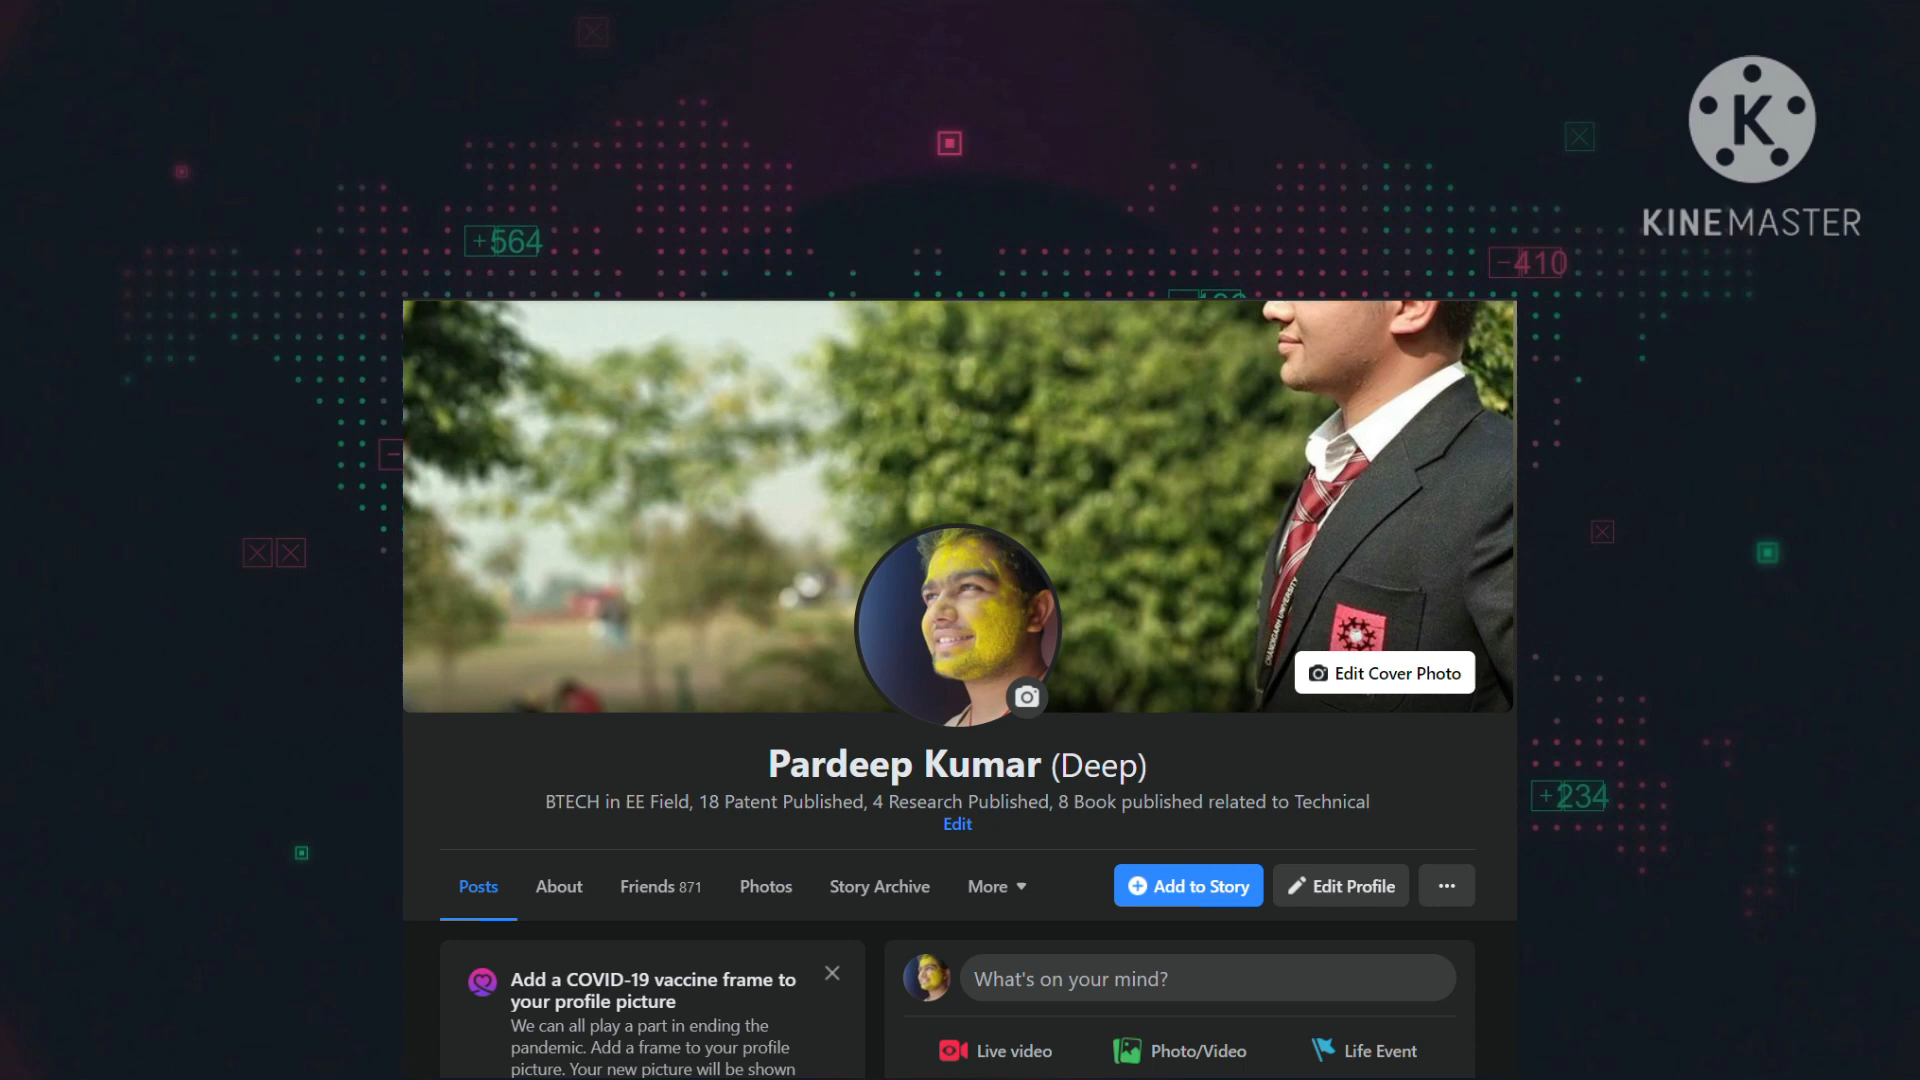 KINEMASTER
+564
-410
CHANDIGARH UNIVERSITY
Edit Cover Photo
Pardeep Kumar (Deep)
BTECH in EE Field, 18 Patent Published, 4 Research Published, 8 Book published related to Technical
Edit
+234
Posts
About
Friends 871
Photos
Story Archive
More
Add to Story
Edit Profile
Add a COVID-19 vaccine frame to
your profile picture
We can all play a part in ending the
pandemic. Add a frame to your profile
picture. Your new picture will be shown
What's on your mind?
Live video
Photo/Video
Life Event